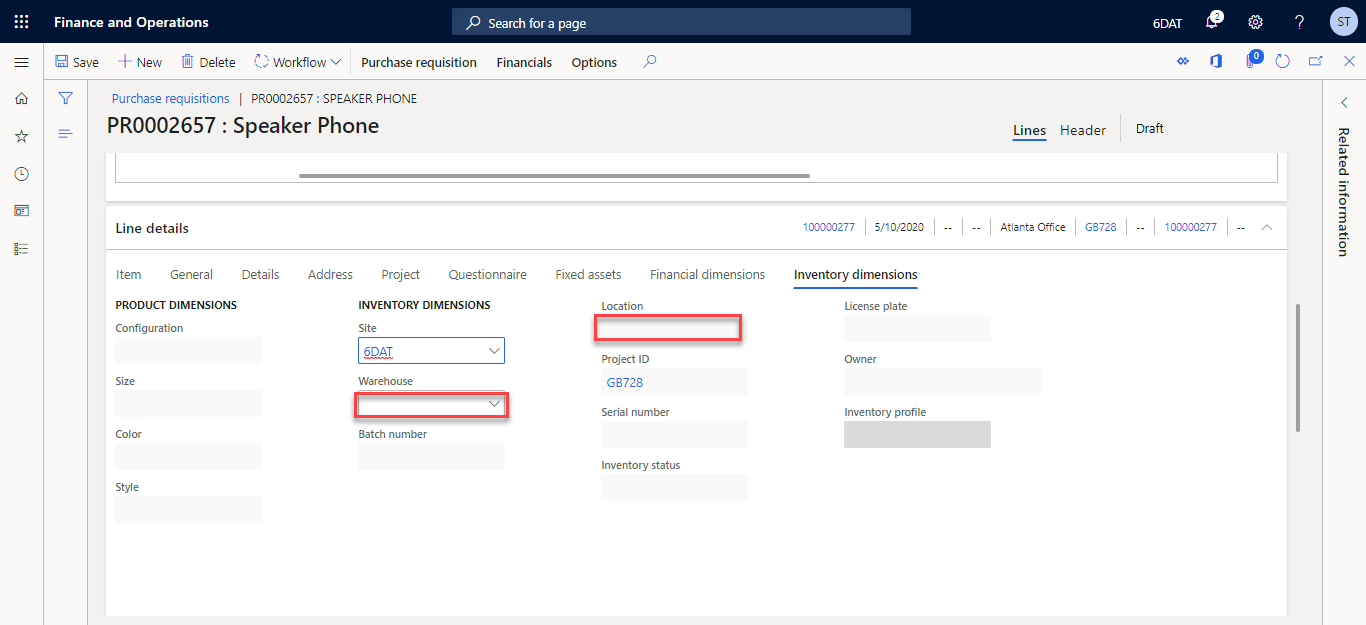 Finance and Operations
Search for a page
6DAT
2
?
ST
Save
New
Delete
Workflow
Purchase requisition
Financials
Options
0
Purchase requisitions | PR0002657 : SPEAKER PHONE
PR0002657 : Speaker Phone
Lines
Header
Draft
Related information
Line details
100000277
5/10/2020
--
--
Atlanta Office
GB728
--
100000277
--
Item
General
Details
Address
Project
Questionnaire
Fixed assets
Financial dimensions
Inventory dimensions
PRODUCT DIMENSIONS
Configuration
Size
Color
Style
INVENTORY DIMENSIONS
Site
6DAT
Warehouse
Batch number
Location
Project ID
GB728
Serial number
Inventory status
License plate
Owner
Inventory profile